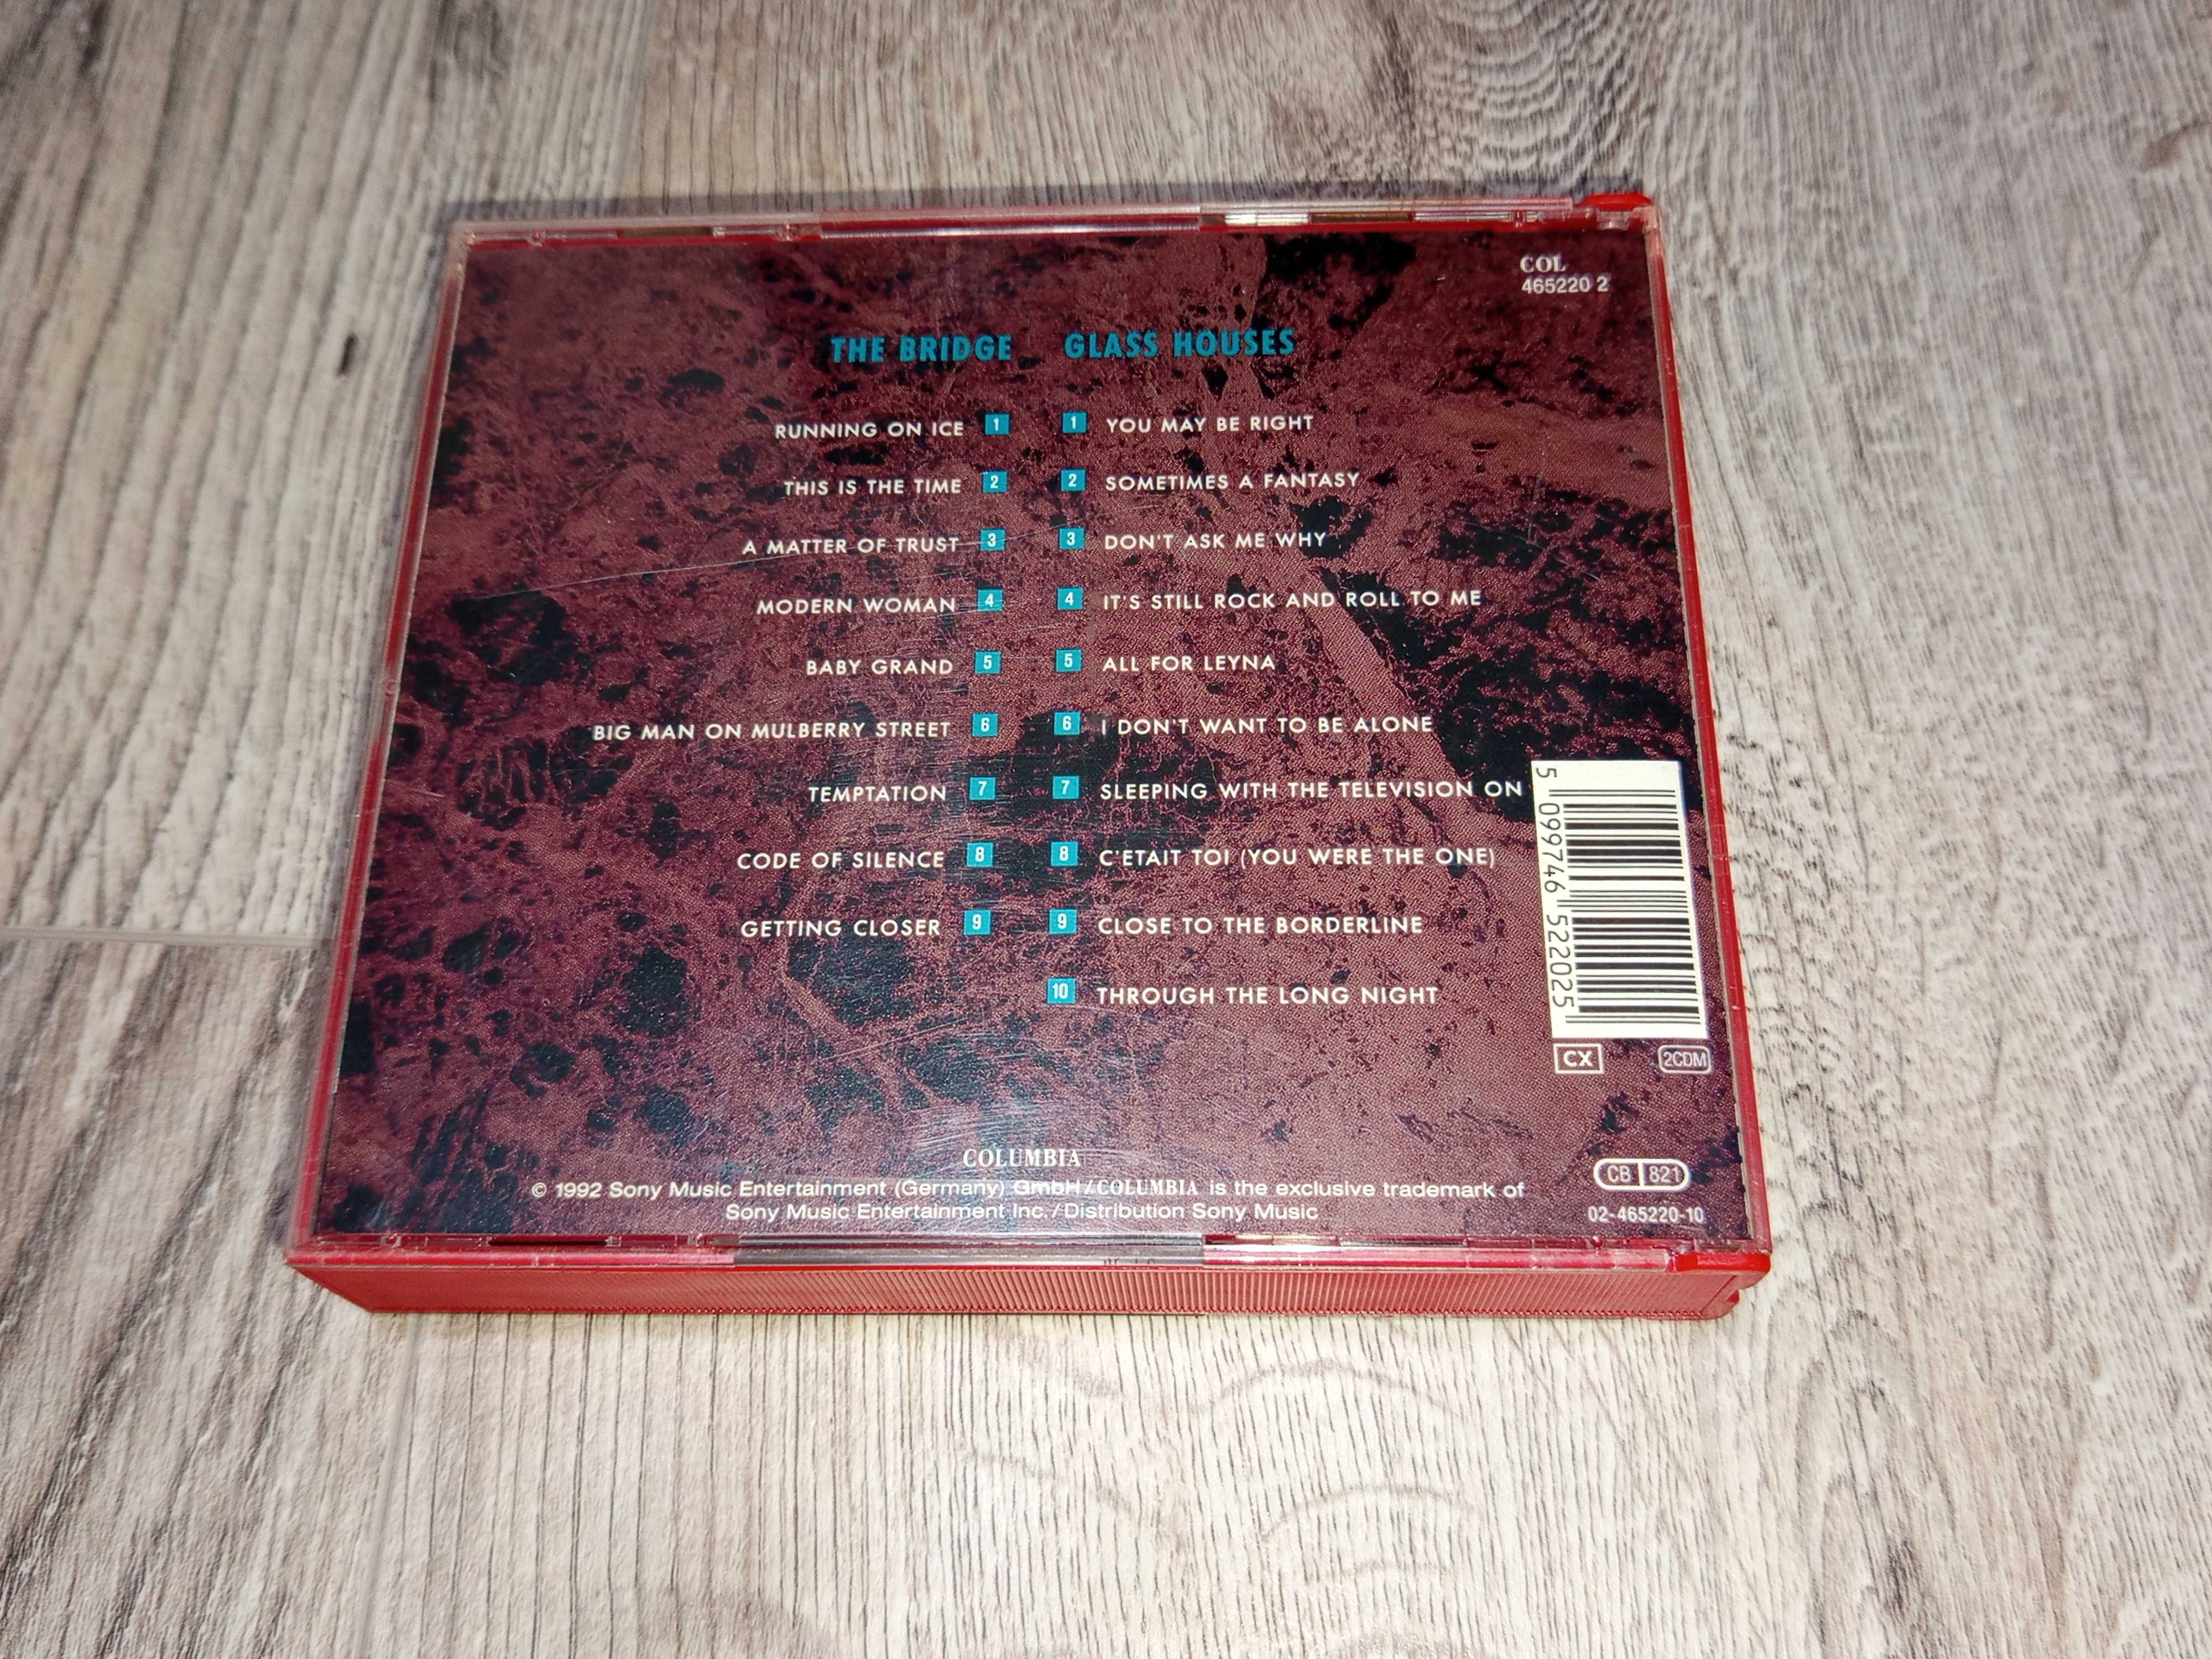 COL
465220 2
THE BRIDGE
RUNNING ON ICE 1
THIS IS THE TIME 2
A MATTER OF TRUST 3
MODERN WOMAN 4
BABY GRAND 5
BIG MAN ON MULBERRY STREET 6
TEMPTATION 7
CODE OF SILENCE 8
GETTING CLOSER 9
GLASS HOUSES
1 YOU MAY BE RIGHT
2 SOMETIMES A FANTASY
3 DON'T ASK ME WHY
4 IT'S STILL ROCK AND ROLL TO ME
5 ALL FOR LEYNA
6 I DON'T WANT TO BE ALONE
7 SLEEPING WITH THE TELEVISION ON
8 C'ETAIT TOI (YOU WERE THE ONE)
9 CLOSE TO THE BORDERLINE
10 THROUGH THE LONG NIGHT
5 099746 522025
CX
2CDM
COLUMBIA
© 1992 Sony Music Entertainment (Germany) GmbH/COLUMBIA is the exclusive trademark of
Sony Music Entertainment Inc./Distribution Sony Music
CB 821
02-465220-10